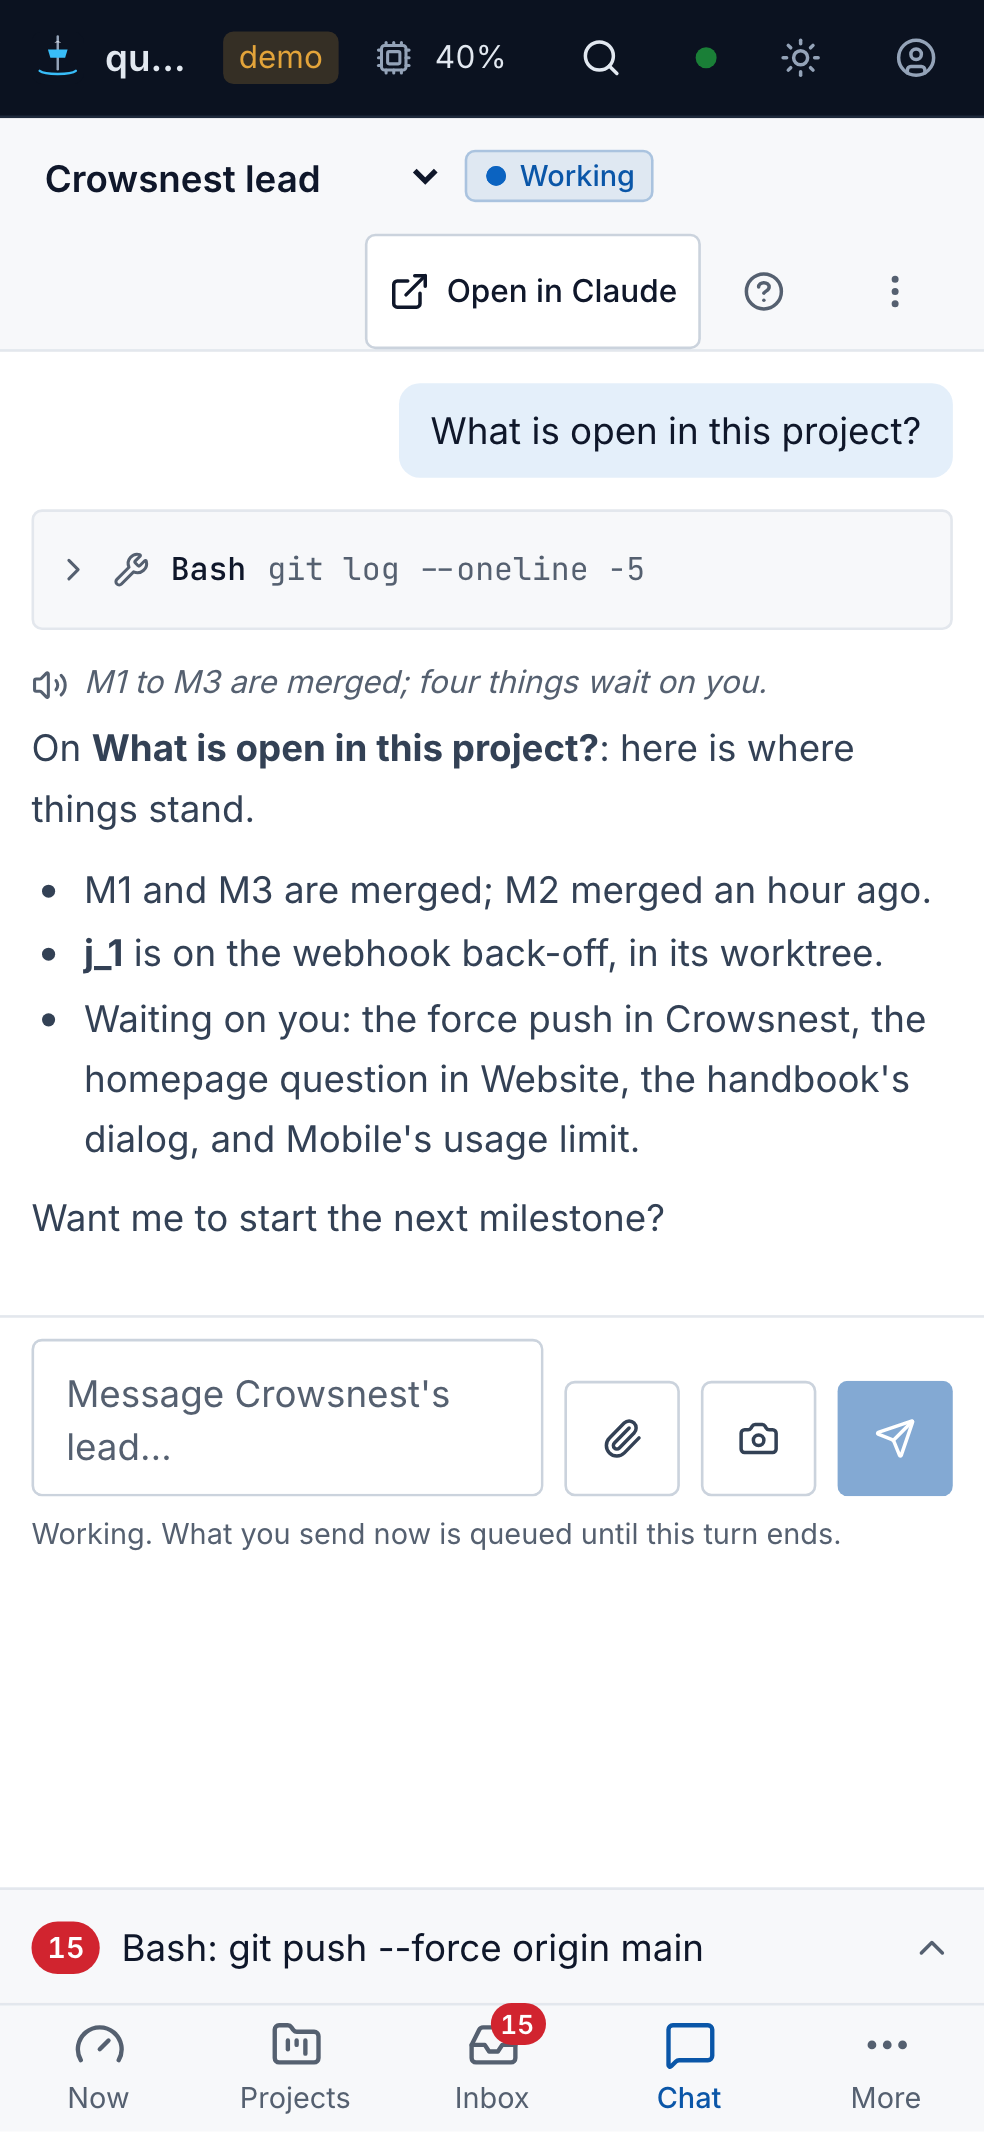 qu...
demo
40%
Crowsnest lead
Working
Open in Claude
What is open in this project?
Bash git log --oneline -5
M1 to M3 are merged; four things wait on you.
On What is open in this project?: here is where
things stand.
M1 and M3 are merged; M2 merged an hour ago.
j_1 is on the webhook back-off, in its worktree.
Waiting on you: the force push in Crowsnest, the
homepage question in Website, the handbook's
dialog, and Mobile's usage limit.
Want me to start the next milestone?
Message Crowsnest's
lead...
Working. What you send now is queued until this turn ends.
15 Bash: git push --force origin main
15
Now
Projects
Inbox
Chat
More